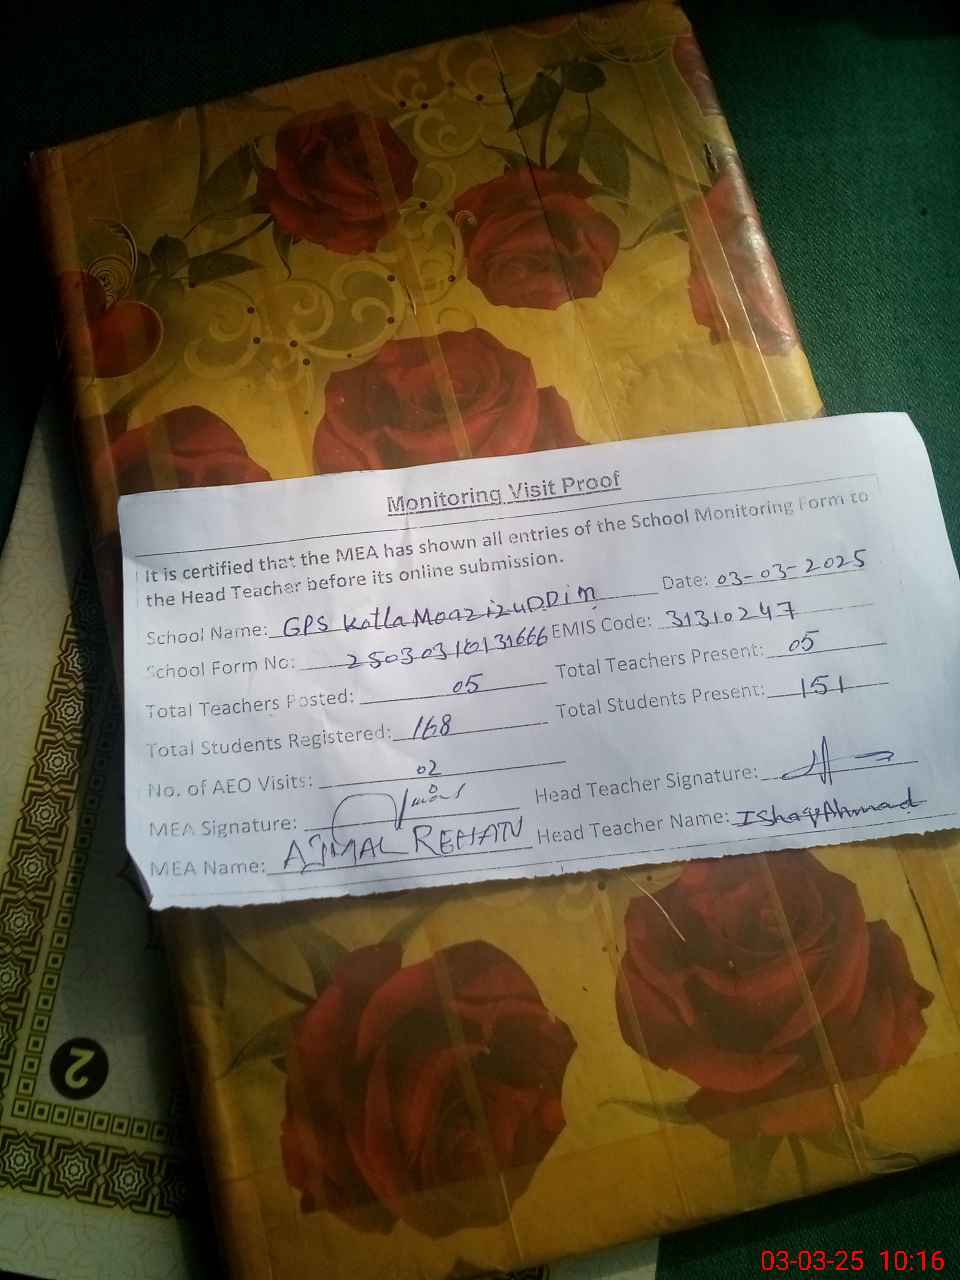 Monitoring Visit Proof
It is certified that the MEA has shown all entries of the School Monitoring Form to
the Head Teacher before its online submission.
School Name: GPS Kotla Moazizuddin Date: 03-03-2025
School Form No: 25030310131666 EMIS Code: 31310247
Total Teachers Posted: 05 Total Teachers Present: 05
Total Students Registered: 168 Total Students Present: 151
No. of AEO Visits: 02
MEA Signature: Head Teacher Signature:
MEA Name: AJMAL REHAN Head Teacher Name: Ishaq Ahmad
2
03-03-25 10:16